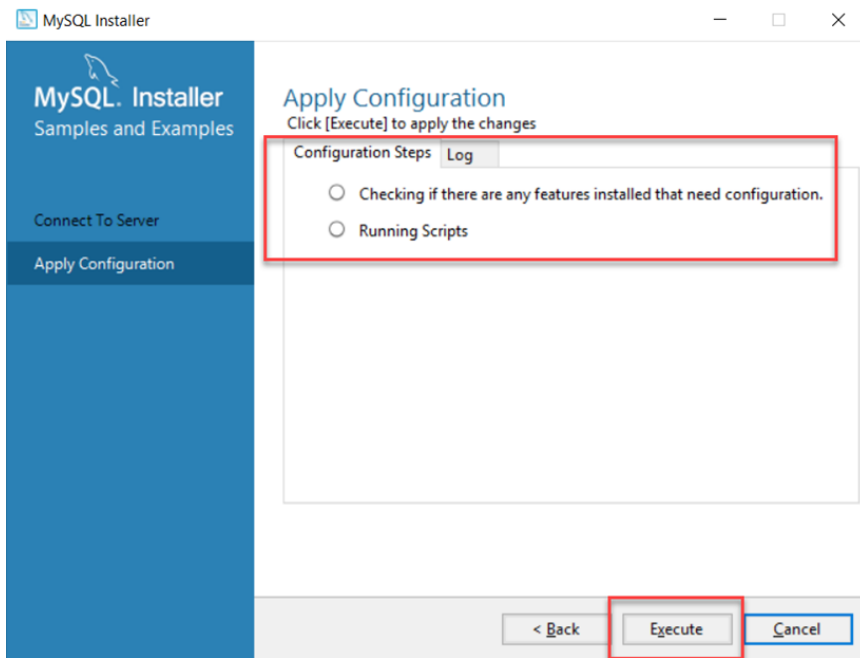 MySQL Installer
MySQL. Installer
Samples and Examples
Connect To Server
Apply Configuration
Apply Configuration
Click [Execute] to apply the changes
Configuration Steps
Log
Checking if there are any features installed that need configuration.
Running Scripts
< Back
Execute
Cancel